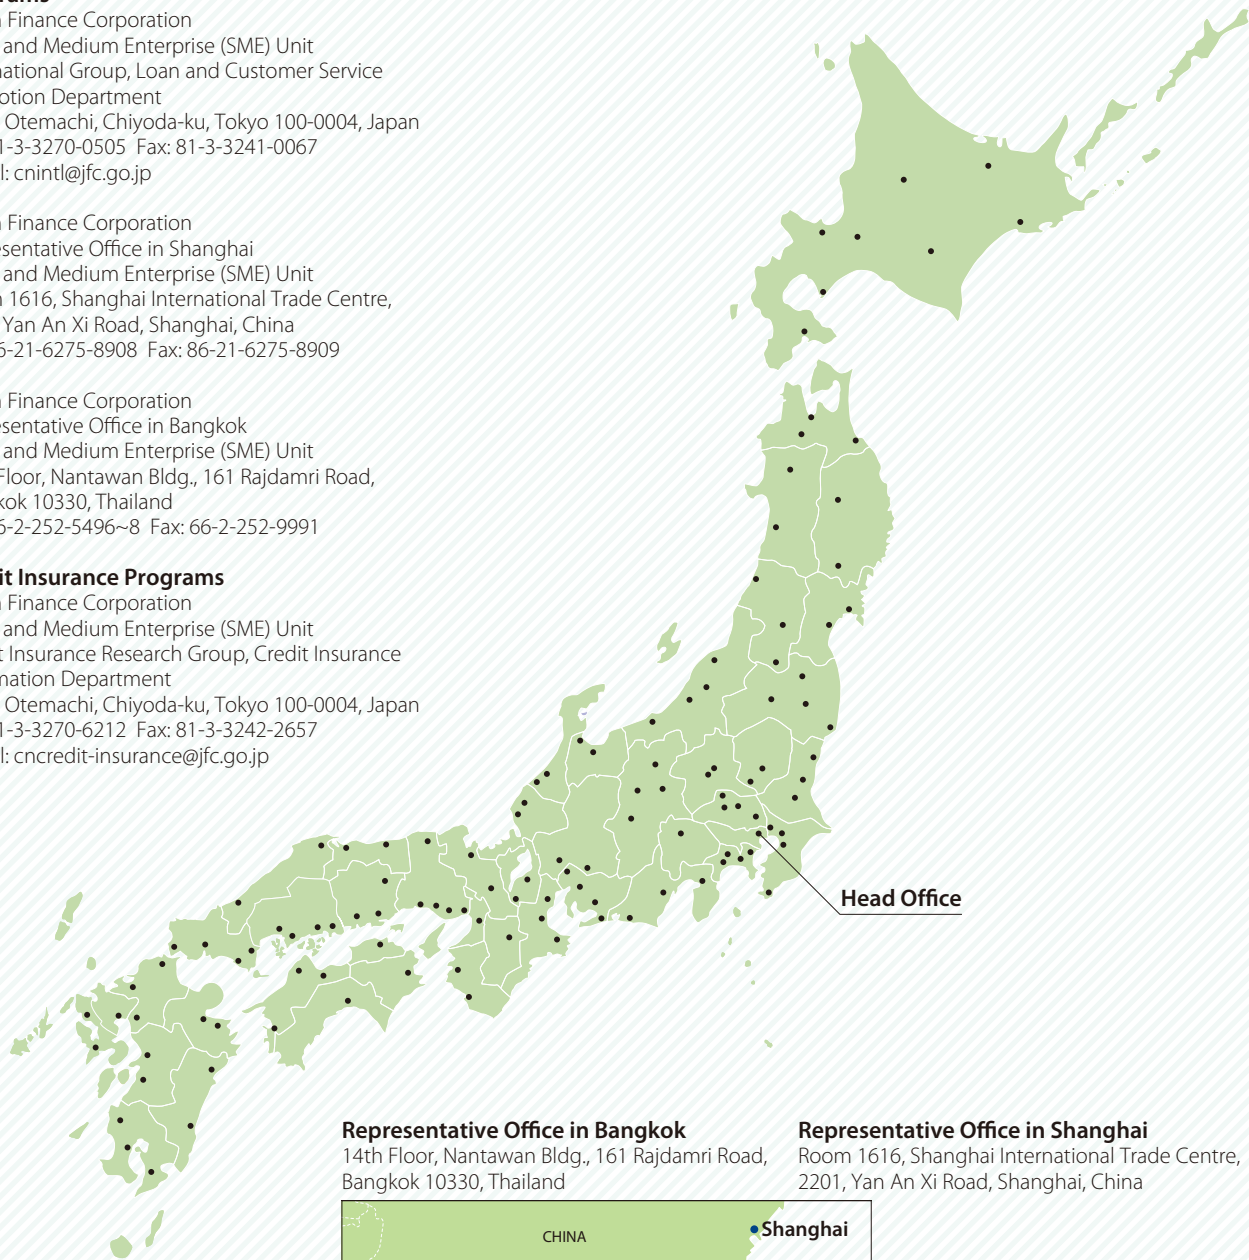 Finance Corporation
and Medium Enterprise (SME) Unit
national Group, Loan and Customer Service
otion Department
Otemachi, Chiyoda-ku, Tokyo 100-0004, Japan
1-3-3270-0505 Fax: 81-3-3241-0067
l: cnintl@jfc.go.jp
Finance Corporation
esentative Office in Shanghai
and Medium Enterprise (SME) Unit
1616, Shanghai International Trade Centre,
Yan An Xi Road, Shanghai, China
6-21-6275-8908 Fax: 86-21-6275-8909
Finance Corporation
esentative Office in Bangkok
and Medium Enterprise (SME) Unit
Floor, Nantawan Bldg., 161 Rajdamri Road,
kok 10330, Thailand
6-2-252-5496~8 Fax: 66-2-252-9991
it Insurance Programs
Finance Corporation
and Medium Enterprise (SME) Unit
t Insurance Research Group, Credit Insurance
mation Department
Otemachi, Chiyoda-ku, Tokyo 100-0004, Japan
1-3-3270-6212 Fax: 81-3-3242-2657
l: cncredit-insurance@jfc.go.jp
Head Office
Representative Office in Bangkok
14th Floor, Nantawan Bldg., 161 Rajdamri Road,
Bangkok 10330, Thailand
Representative Office in Shanghai
Room 1616, Shanghai International Trade Centre,
2201, Yan An Xi Road, Shanghai, China
CHINA
Shanghai